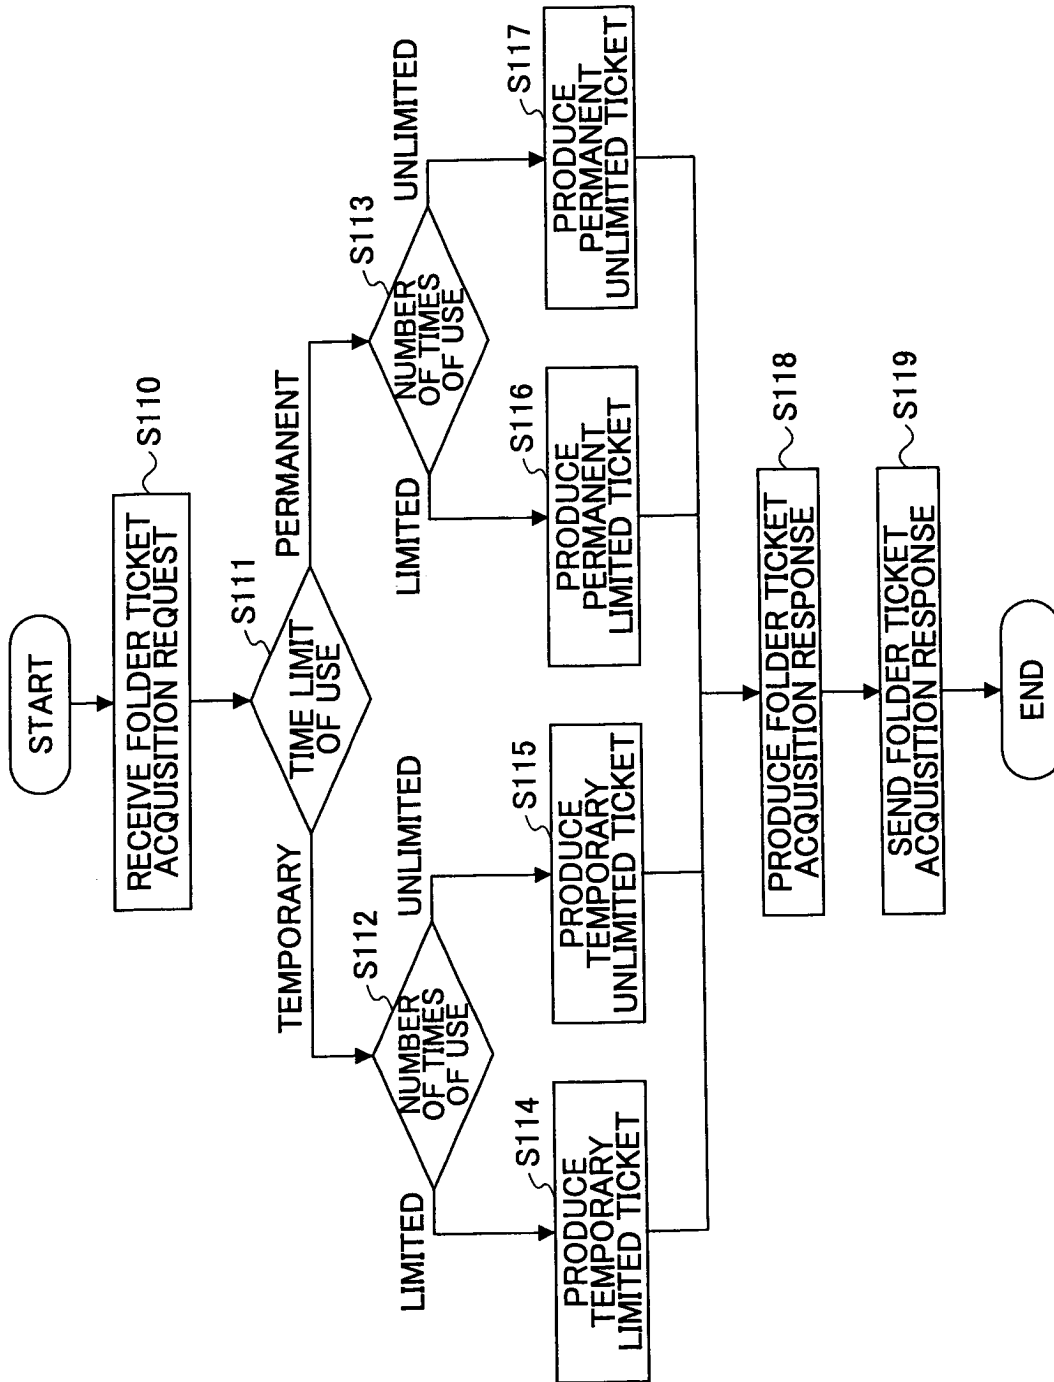 START
RECEIVE FOLDER TICKET
ACQUISITION REQUEST
S110
TIME LIMIT
OF USE
S111
TEMPORARY
PERMANENT
NUMBER
OF TIMES
OF USE
S112
LIMITED
UNLIMITED
NUMBER
OF TIMES
OF USE
S113
LIMITED
UNLIMITED
PRODUCE
TEMPORARY
LIMITED TICKET
S114
PRODUCE
TEMPORARY
UNLIMITED TICKET
S115
PRODUCE
PERMANENT
LIMITED TICKET
S116
PRODUCE
PERMANENT
UNLIMITED TICKET
S117
PRODUCE FOLDER TICKET
ACQUISITION RESPONSE
S118
SEND FOLDER TICKET
ACQUISITION RESPONSE
S119
END